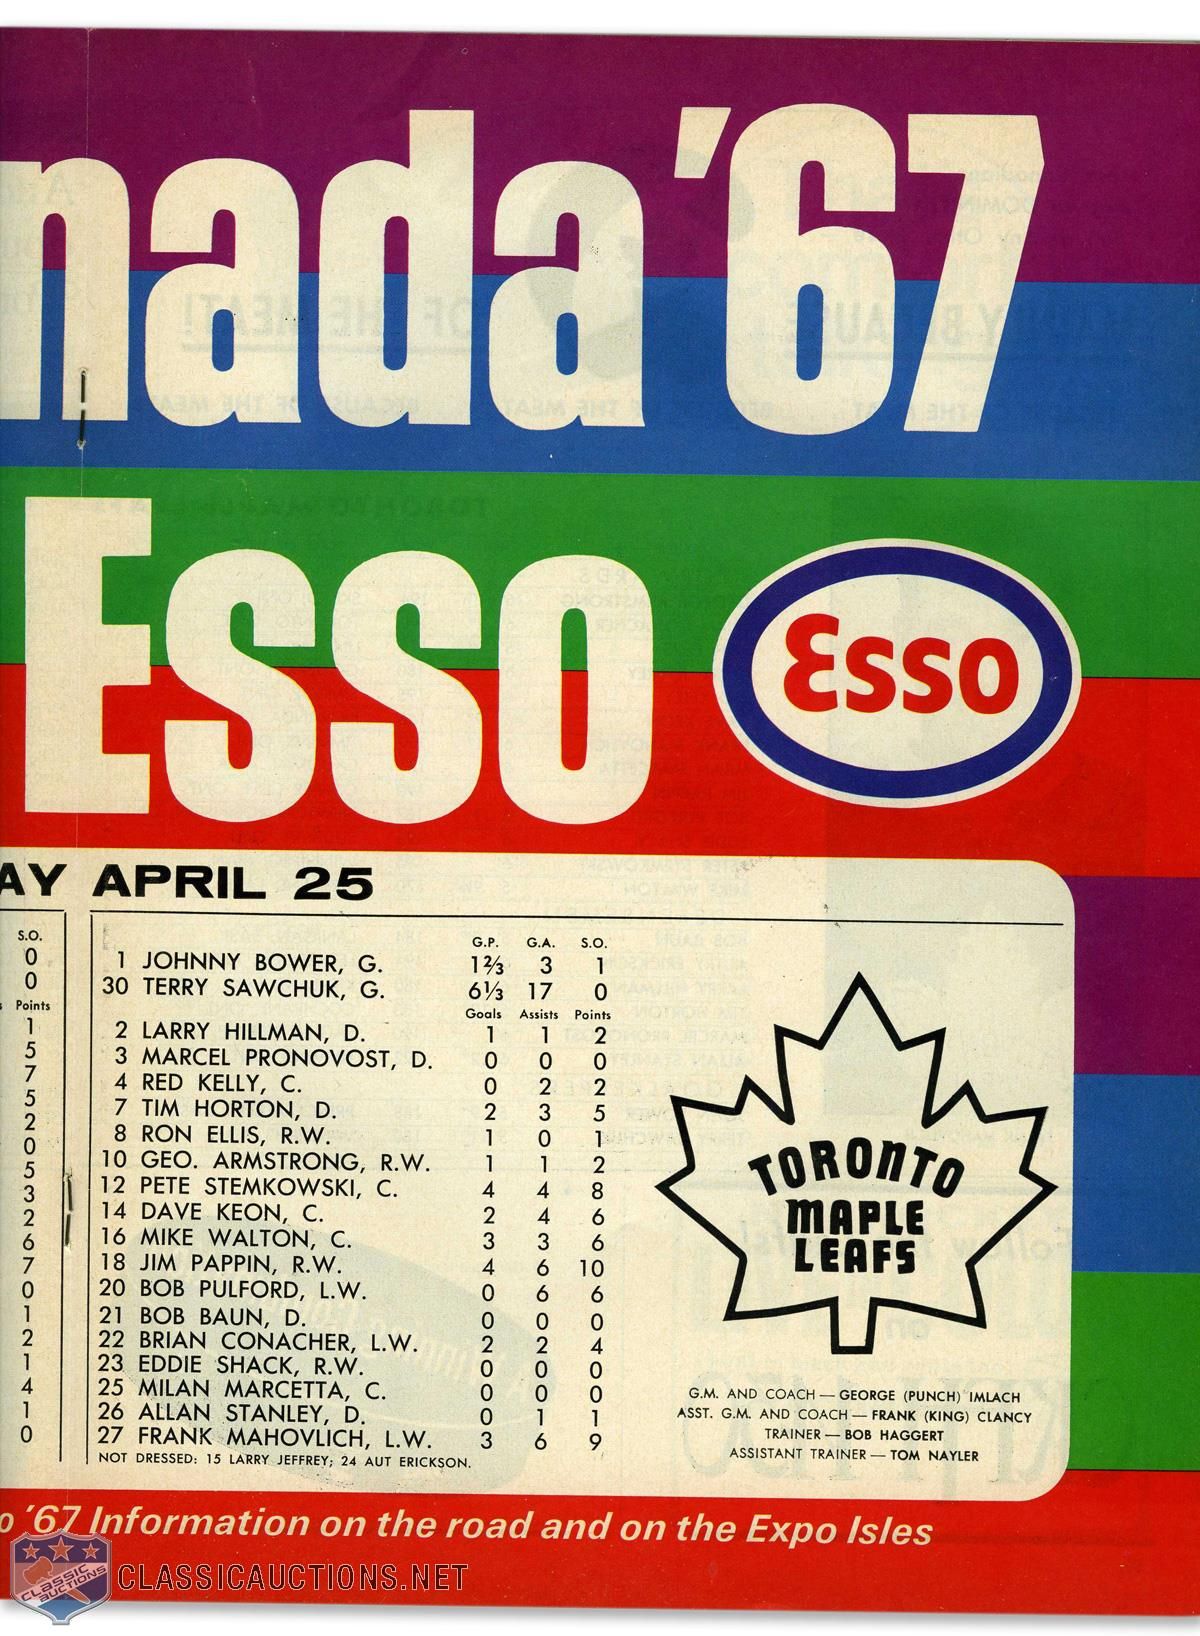 nada '67
Esso
Esso
AY APRIL 25
S.O.
0
0
Points
1
5
7
5
2
0
5
3
2
6
7
0
1
2
1
4
1
0
G.P. G.A. S.O.
1 JOHNNY BOWER, G. 1⅔ 3 1
30 TERRY SAWCHUK, G. 6⅓ 17 0
Goals Assists Points
2 LARRY HILLMAN, D. 1 1 2
3 MARCEL PRONOVOST, D. 0 0 0
4 RED KELLY, C. 0 2 2
7 TIM HORTON, D. 2 3 5
8 RON ELLIS, R.W. 1 0 1
10 GEO. ARMSTRONG, R.W. 1 1 2
12 PETE STEMKOWSKI, C. 4 4 8
14 DAVE KEON, C. 2 4 6
16 MIKE WALTON, C. 3 3 6
18 JIM PAPPIN, R.W. 4 6 10
20 BOB PULFORD, L.W. 0 6 6
21 BOB BAUN, D. 0 0 0
22 BRIAN CONACHER, L.W. 2 2 4
23 EDDIE SHACK, R.W. 0 0 0
25 MILAN MARCETTA, C. 0 0 0
26 ALLAN STANLEY, D. 0 1 1
27 FRANK MAHOVLICH, L.W. 3 6 9
NOT DRESSED: 15 LARRY JEFFREY; 24 AUT ERICKSON.
TORONTO
MAPLE
LEAFS
G.M. AND COACH — GEORGE (PUNCH) IMLACH
ASST. G.M. AND COACH — FRANK (KING) CLANCY
TRAINER — BOB HAGGERT
ASSISTANT TRAINER — TOM NAYLER
o '67 Information on the road and on the Expo Isles
CLASSIC
AUCTIONS
CLASSICAUCTIONS.NET